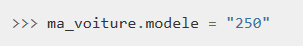 >>> ma_voiture.modele = "250"